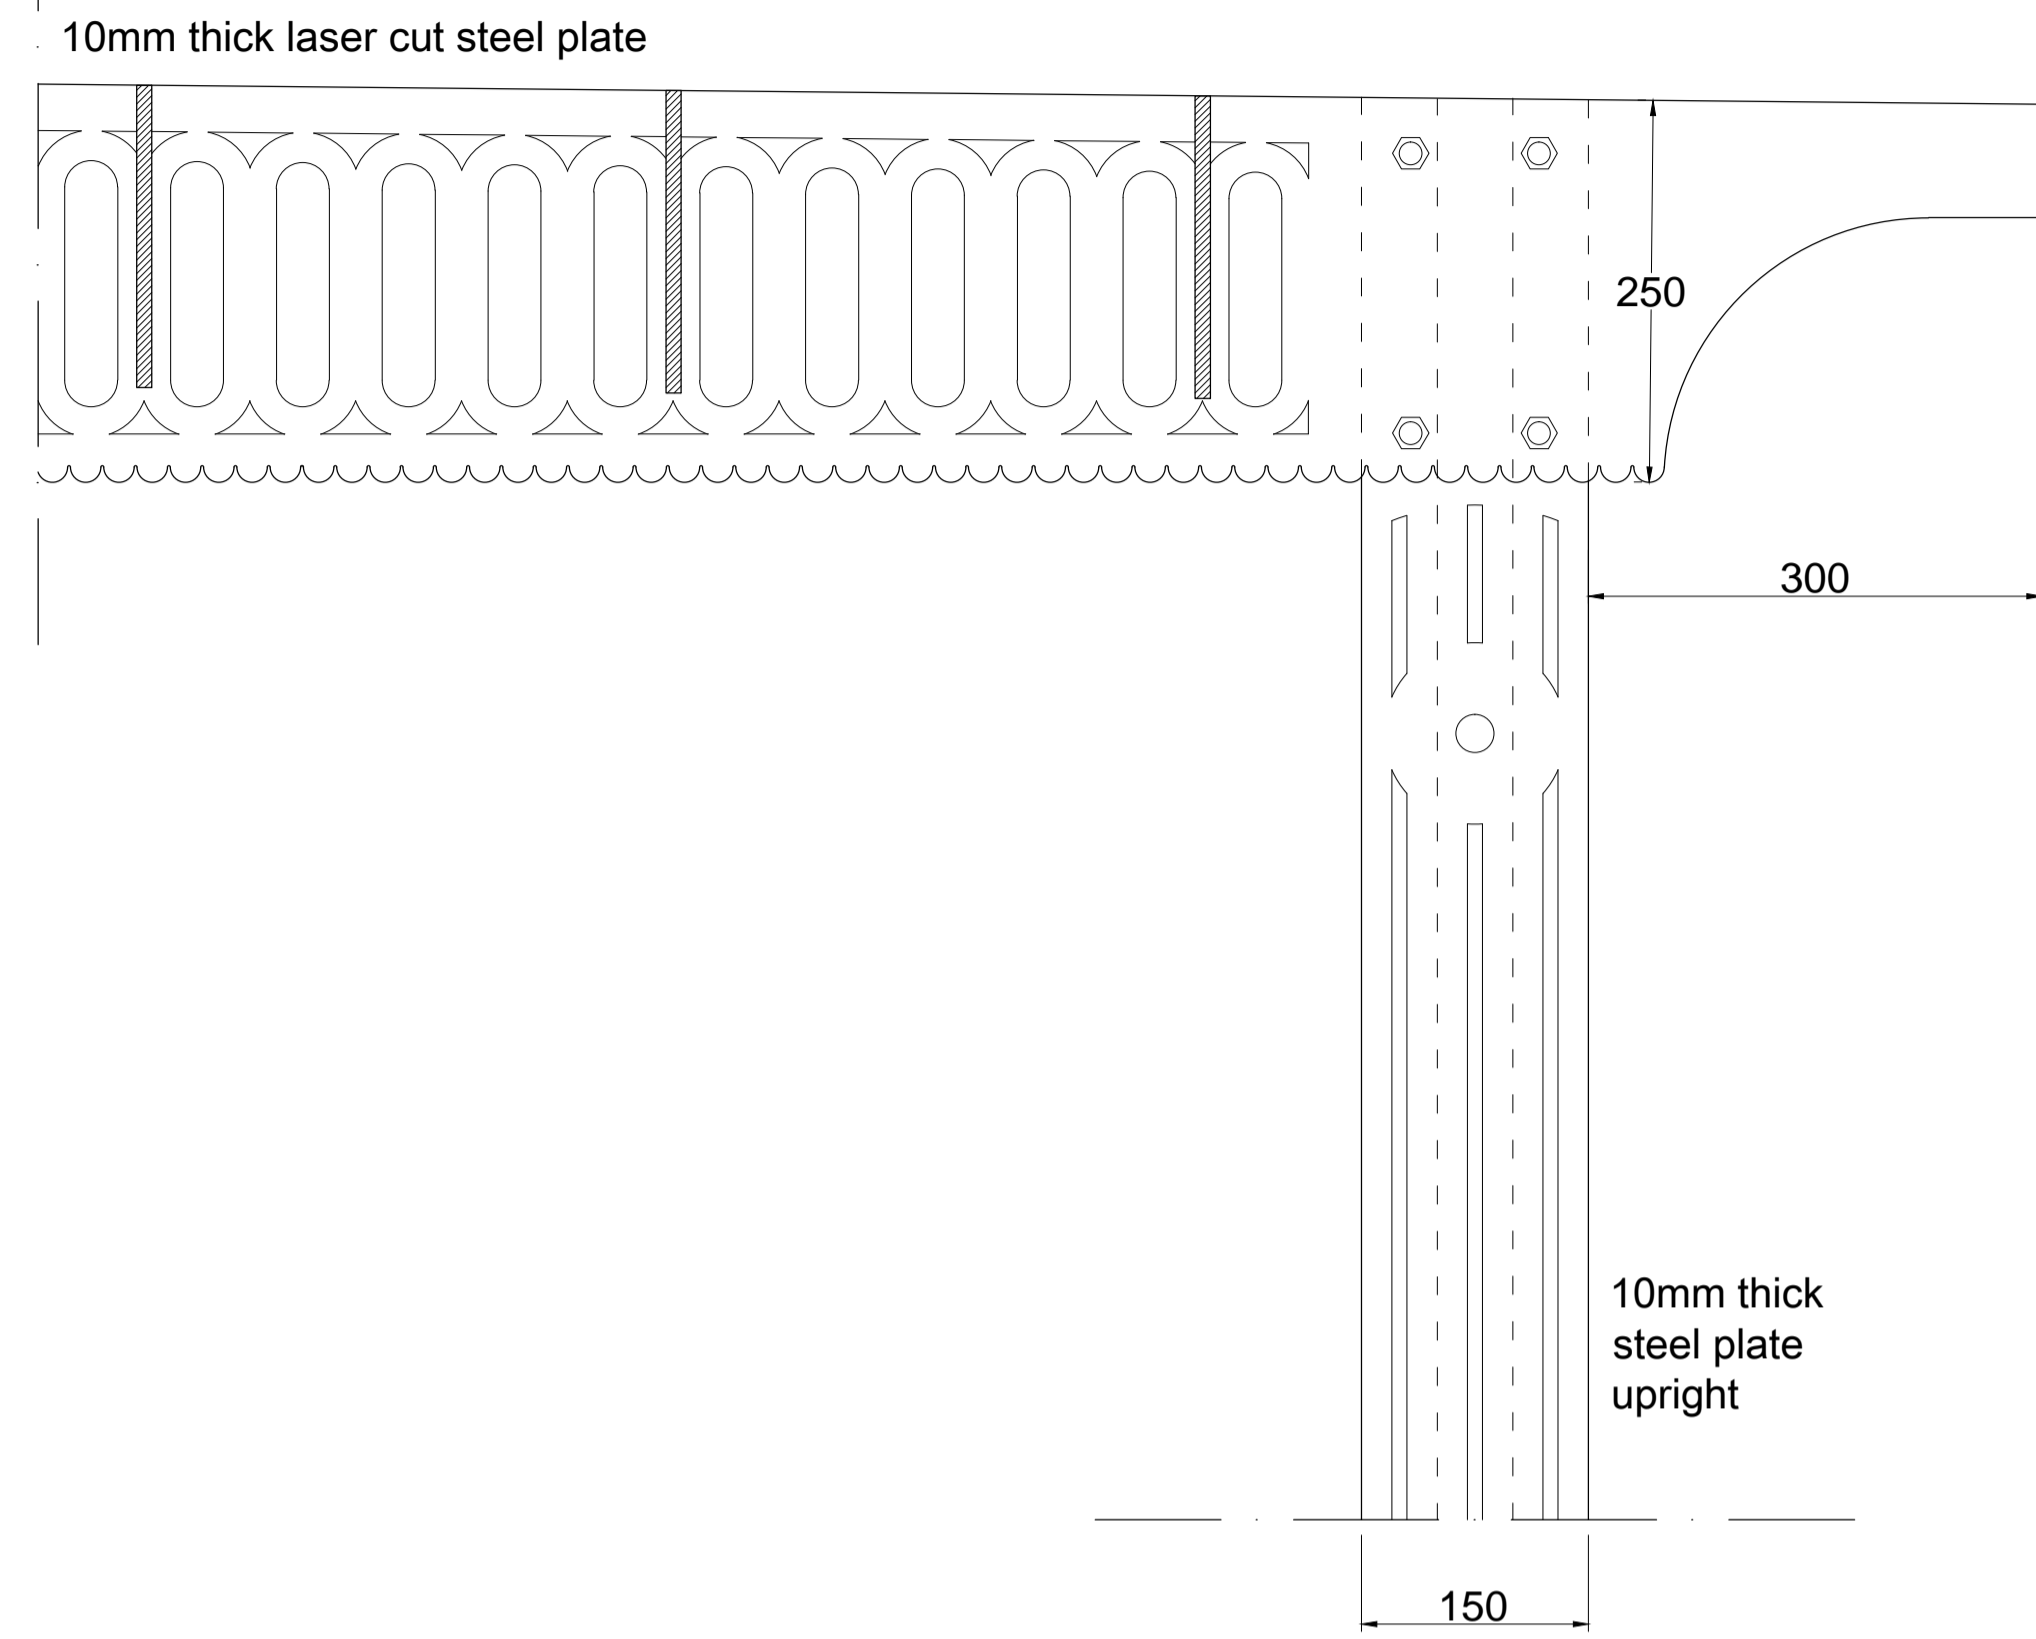 10mm thick laser cut steel plate
250
300
10mm thick
steel plate
upright
150